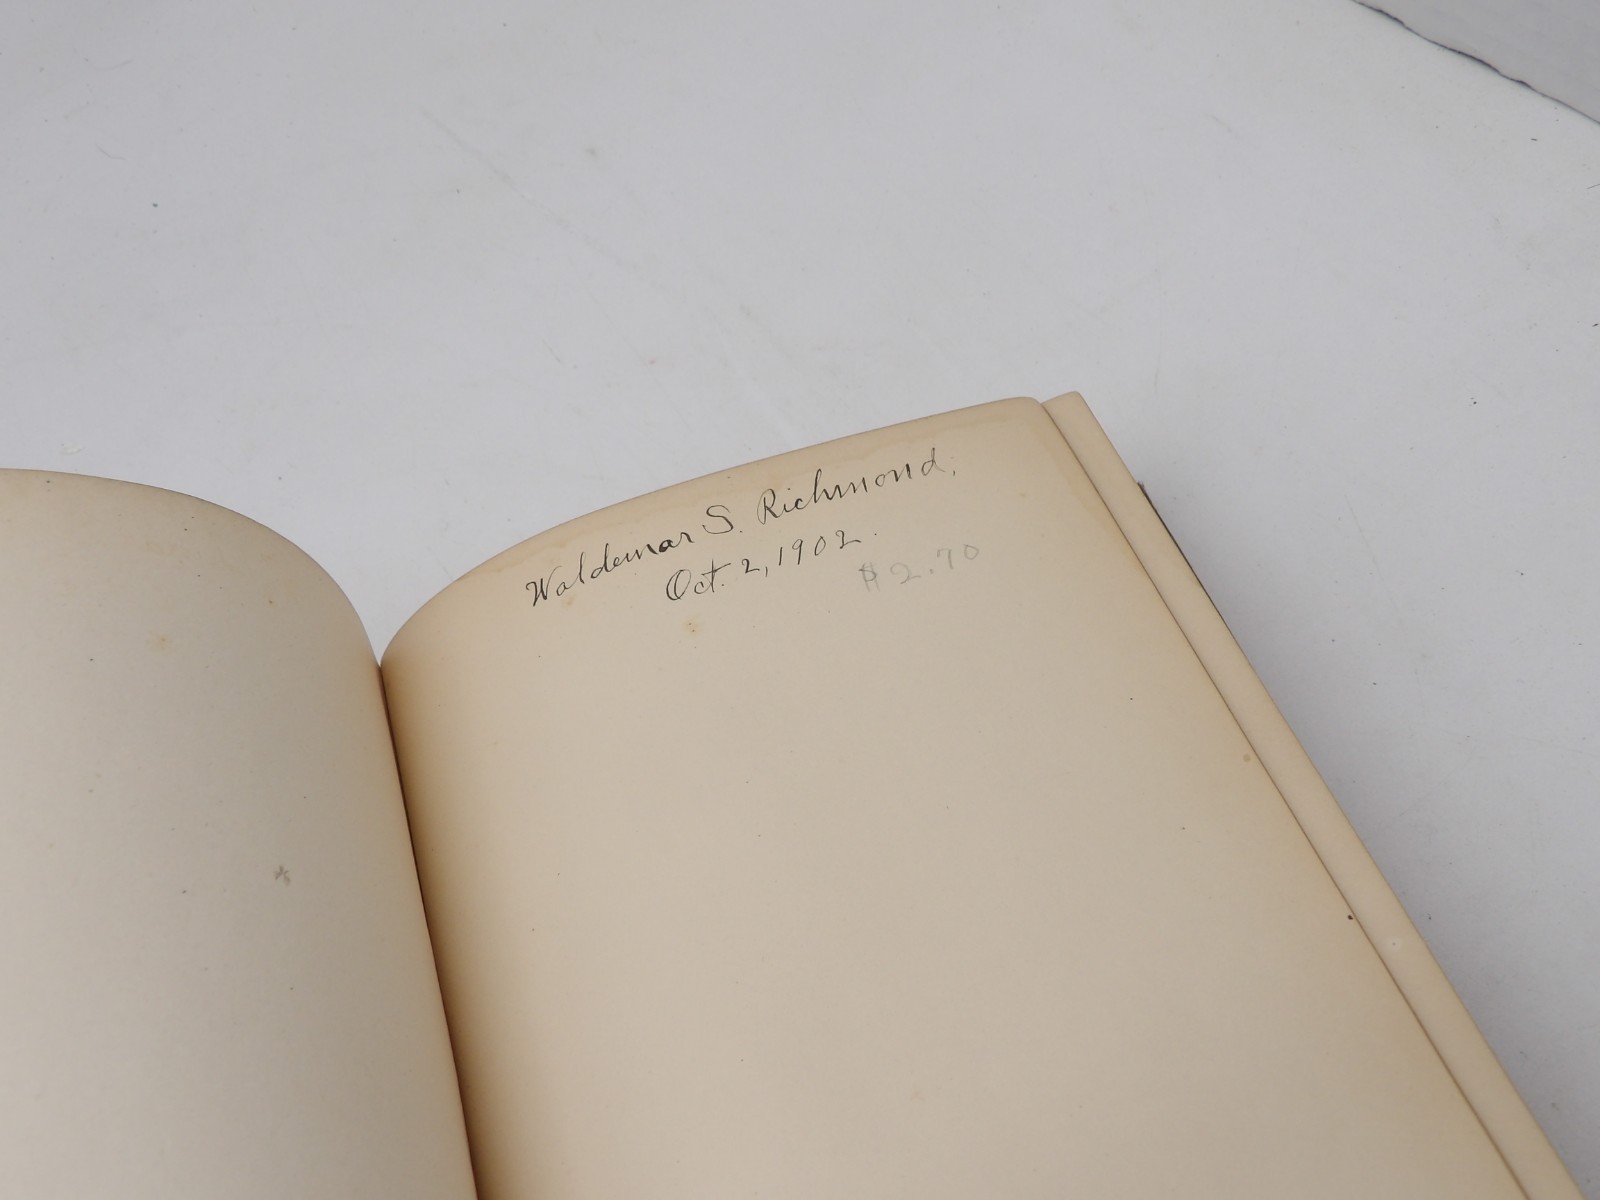 Waldemar S. Richmond,
Oct. 2, 1902.
$2.70